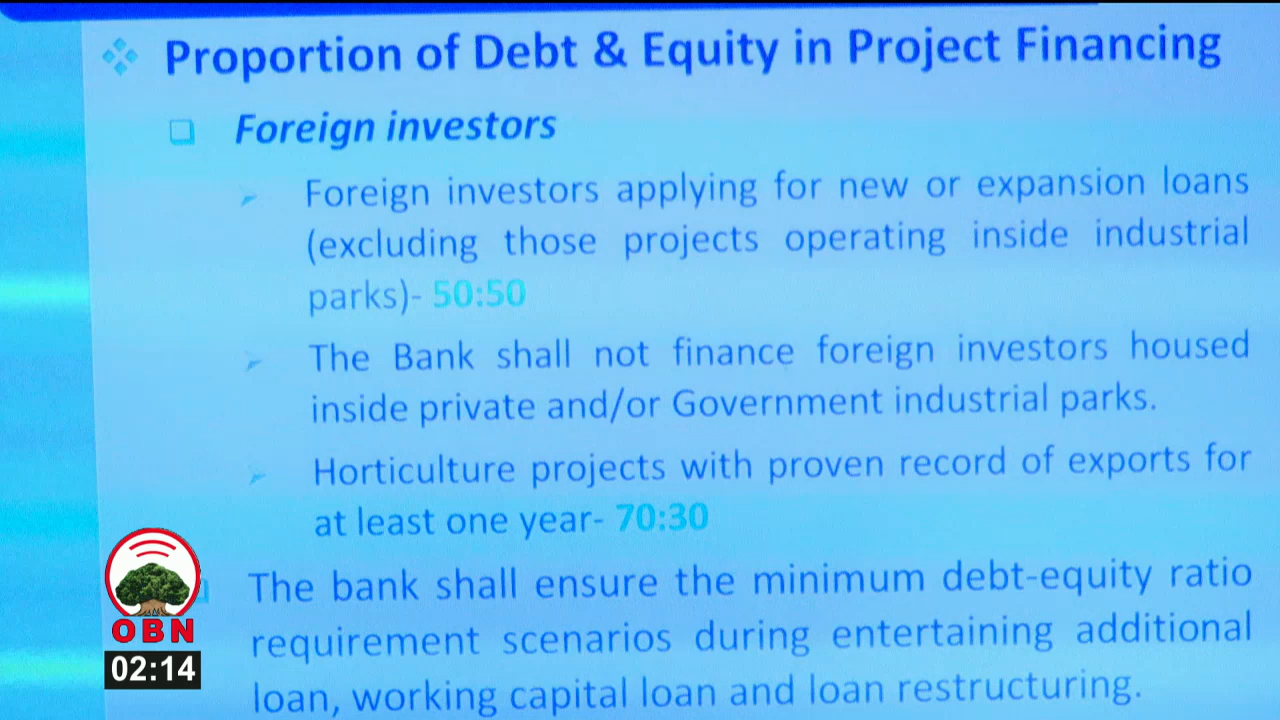 Proportion of Debt & Equity in Project Financing
Foreign investors
Foreign investors applying for new or expansion loans
(excluding those projects operating inside industrial
parks)- 50:50
The Bank shall not finance foreign investors housed
inside private and/or Government industrial parks.
Horticulture projects with proven record of exports for
at least one year- 70:30
The bank shall ensure the minimum debt-equity ratio
requirement scenarios during entertaining additional
loan, working capital loan and loan restructuring.
OBN
02:14